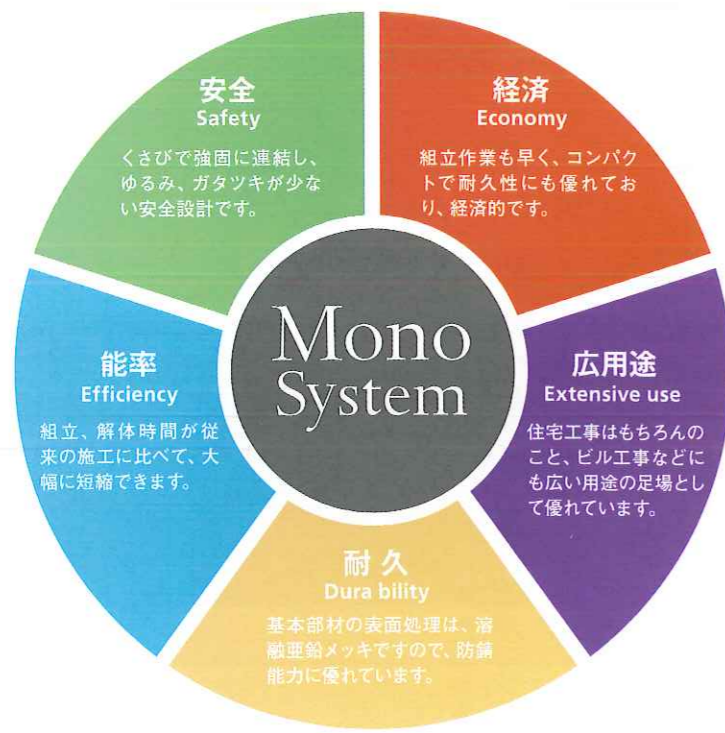 安全
Safety
くさびで強固に連結し、
ゆるみ、ガタツキが少な
い安全設計です。
経済
Economy
組立作業も早く、コンパク
トで耐久性にも優れてお
り、経済的です。
Mono
System
能率
Efficiency
組立、解体時間が従
来の施工に比べて、大
幅に短縮できます。
広用途
Extensive use
住宅工事はもちろんの
こと、ビル工事などに
も広い用途の足場とし
て優れています。
耐久
Dura bility
基本部材の表面処理は、溶
融亜鉛メッキですので、防錆
能力に優れています。